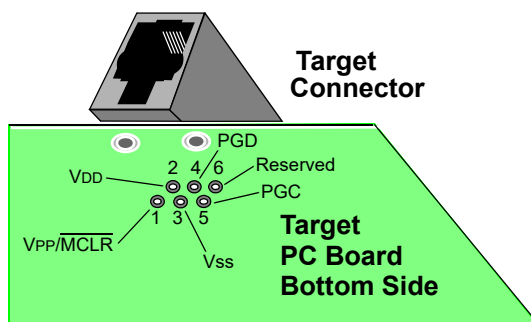 Target
Connector
PGD
2 4 6
Reserved
VDD
PGC
1 3 5
VPP/MCLR
Vss
Target
PC Board
Bottom Side